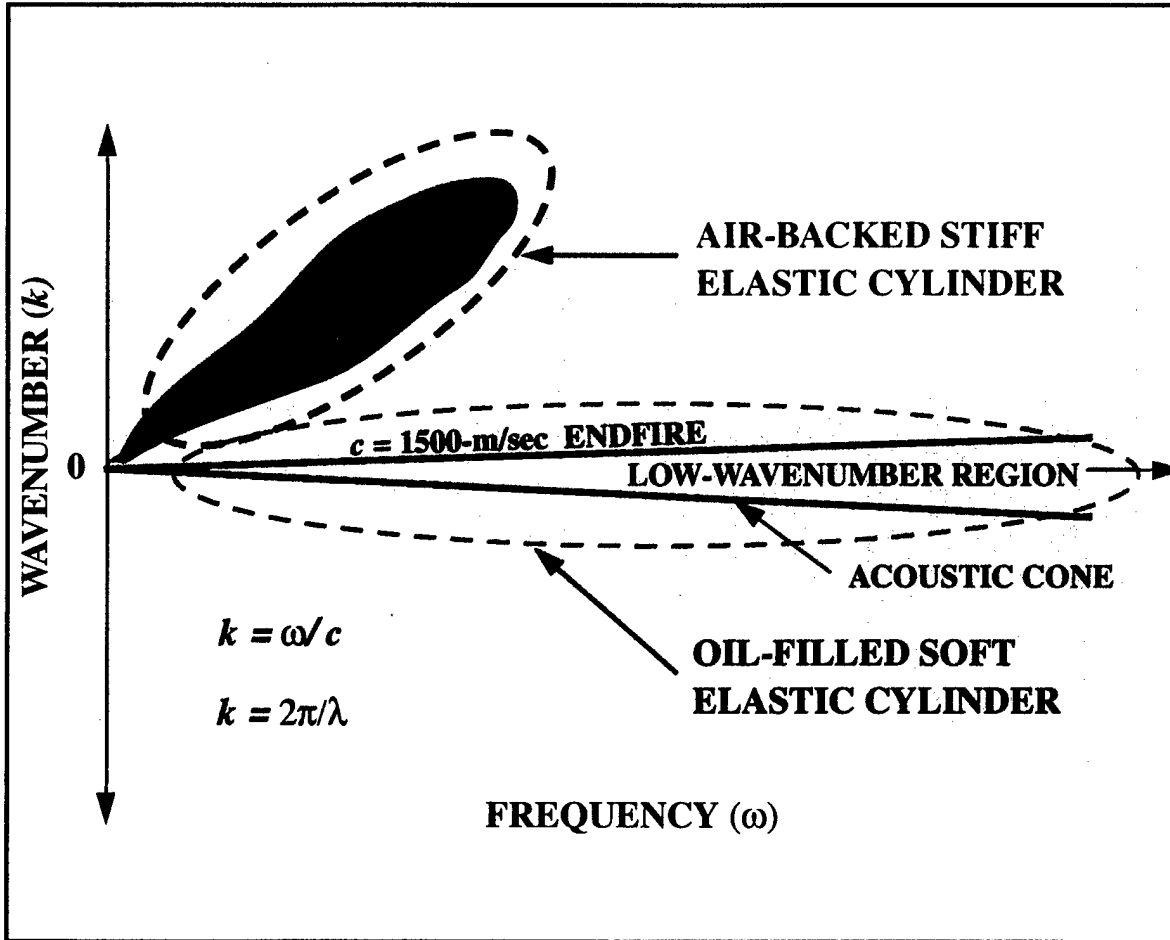 WAVENUMBER (k)
AIR-BACKED STIFF
ELASTIC CYLINDER
c = 1500-m/sec ENDFIRE
0
LOW-WAVENUMBER REGION
ACOUSTIC CONE
k = ω/c
OIL-FILLED SOFT
ELASTIC CYLINDER
k = 2π/λ
FREQUENCY (ω)